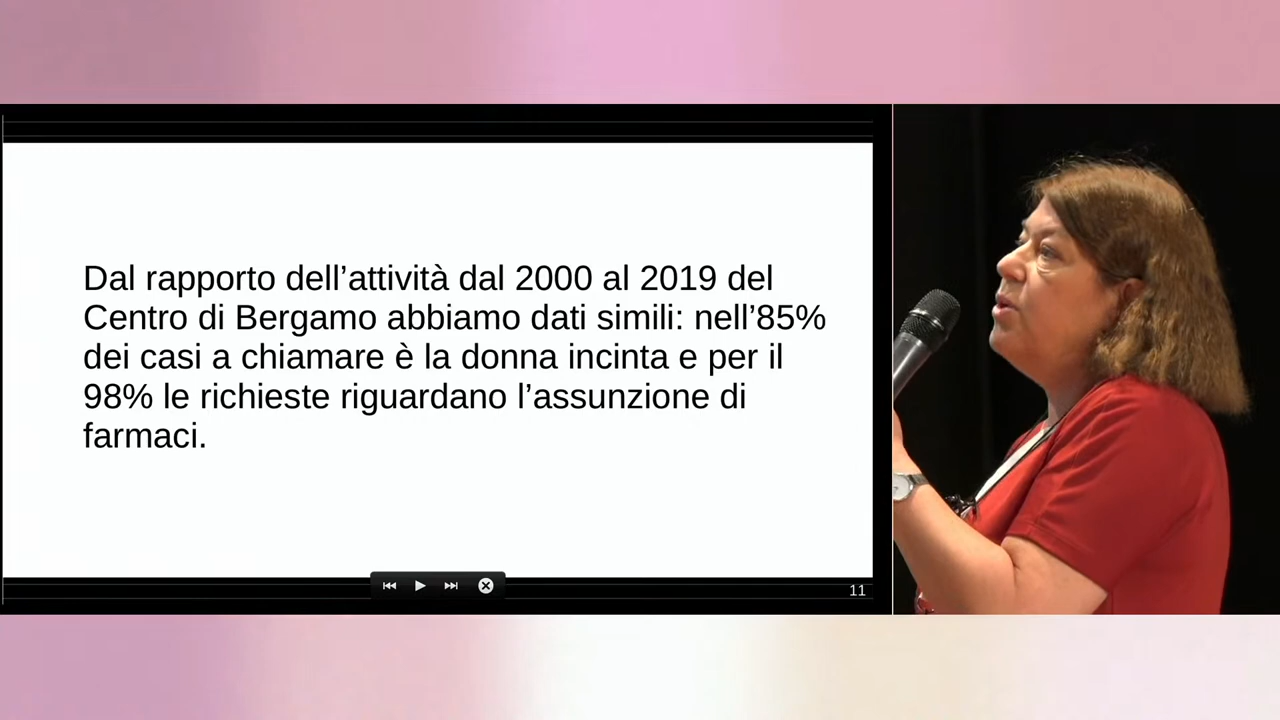 Dal rapporto dell’attività dal 2000 al 2019 del
Centro di Bergamo abbiamo dati simili: nell’85%
dei casi a chiamare è la donna incinta e per il
98% le richieste riguardano l’assunzione di
farmaci.
11